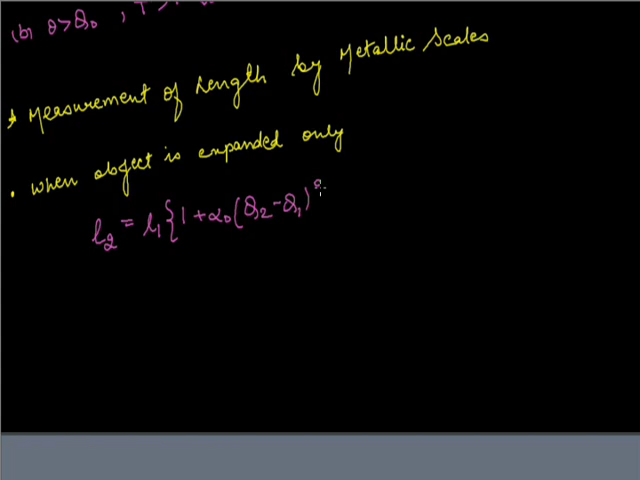 (b) θ>θ₀ , T>
* Measurement of Length by Metallic Scales
• When object is expanded only
l₂ = l₁{1+α₀(θ₂-θ₁)